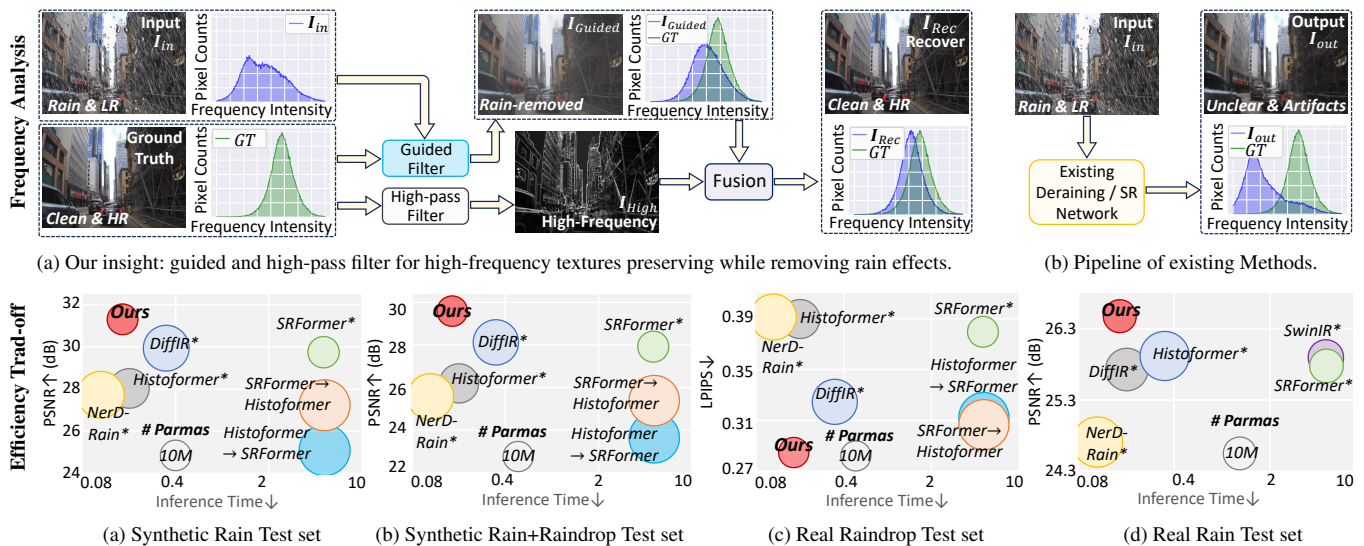 Frequency Analysis
Input
I_in
Rain & LR
Pixel Counts
I_in
Frequency Intensity
Ground
Truth
Clean & HR
Pixel Counts
GT
Frequency Intensity
Guided
Filter
High-pass
Filter
I_Guided
Rain-removed
Pixel Counts
I_Guided
GT
Frequency Intensity
I_High
High-Frequency
Fusion
I_Rec
Recover
Clean & HR
Pixel Counts
I_Rec
GT
Frequency Intensity
Input
I_in
Rain & LR
Existing
Deraining / SR
Network
Output
I_out
Unclear & Artifacts
Pixel Counts
I_out
GT
Frequency Intensity
(a) Our insight: guided and high-pass filter for high-frequency textures preserving while removing rain effects.
(b) Pipeline of existing Methods.
Efficiency Trad-off
PSNR↑ (dB)
32
30
28
26
24
Ours
DiffIR*
SRFormer*
Histoformer*
NerD-
Rain*
SRFormer→
Histoformer
Histoformer
→ SRFormer
# Parmas
10M
0.08
0.4
2
10
Inference Time↓
(a) Synthetic Rain Test set
PSNR↑ (dB)
30
28
26
24
22
Ours
DiffIR*
SRFormer*
Histoformer*
NerD-
Rain*
SRFormer→
Histoformer
Histoformer
→ SRFormer
# Parmas
10M
0.08
0.4
2
10
Inference Time↓
(b) Synthetic Rain+Raindrop Test set
LPIPS↓
0.39
0.35
0.31
0.27
Histoformer*
SRFormer*
NerD-
Rain*
DiffIR*
Histoformer
→ SRFormer
SRFormer→
Histoformer
Ours
# Parmas
10M
0.08
0.4
2
10
Inference Time↓
(c) Real Raindrop Test set
PSNR↑ (dB)
26.3
25.3
24.3
Ours
Histoformer*
SwinIR*
DiffIR*
SRFormer*
NerD-
Rain*
# Parmas
10M
0.08
0.4
2
10
Inference Time↓
(d) Real Rain Test set